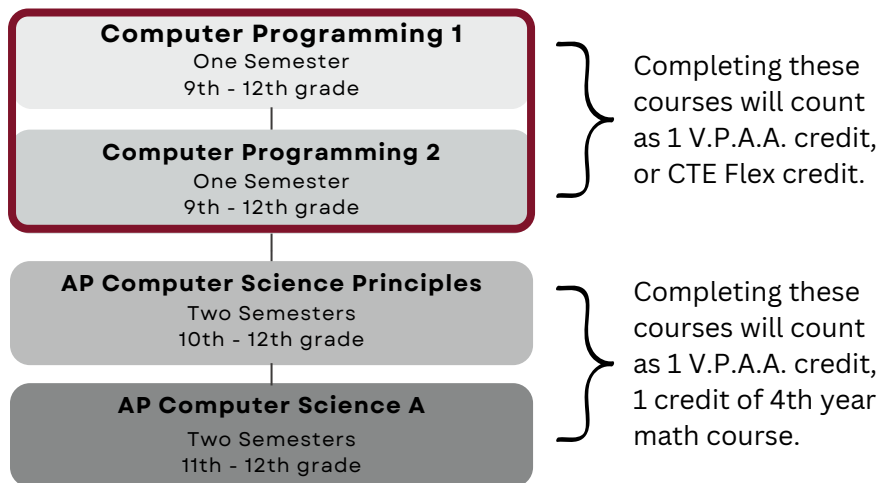 Computer Programming 1
One Semester
9th - 12th grade
Computer Programming 2
One Semester
9th - 12th grade
Completing these
courses will count
as 1 V.P.A.A. credit,
or CTE Flex credit.
AP Computer Science Principles
Two Semesters
10th - 12th grade
AP Computer Science A
Two Semesters
11th - 12th grade
Completing these
courses will count
as 1 V.P.A.A. credit,
1 credit of 4th year
math course.